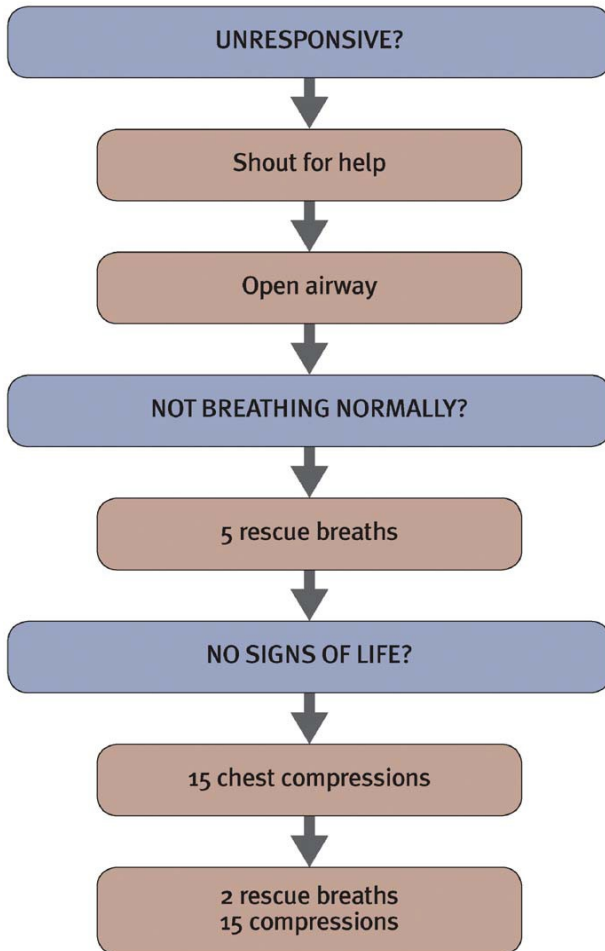 UNRESPONSIVE?
Shout for help
Open airway
NOT BREATHING NORMALLY?
5 rescue breaths
NO SIGNS OF LIFE?
15 chest compressions
2 rescue breaths
15 compressions